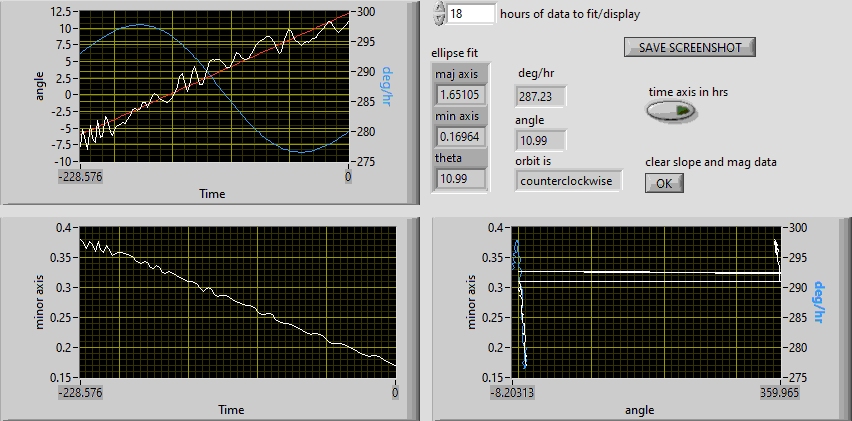 12.5
10
7.5
5
2.5
0
-2.5
-5
-7.5
-10
angle
300
295
290
285
280
275
deg/hr
-228.576
0
Time
18 hours of data to fit/display
SAVE SCREENSHOT
ellipse fit
maj axis
1.65105
min axis
0.16964
theta
10.99
deg/hr
287.23
angle
10.99
orbit is
counterclockwise
time axis in hrs
clear slope and mag data
OK
0.4
0.35
0.3
0.25
0.2
0.15
minor axis
-228.576
0
Time
0.4
0.35
0.3
0.25
0.2
0.15
minor axis
300
295
290
285
280
275
deg/hr
-8.20313
359.965
angle